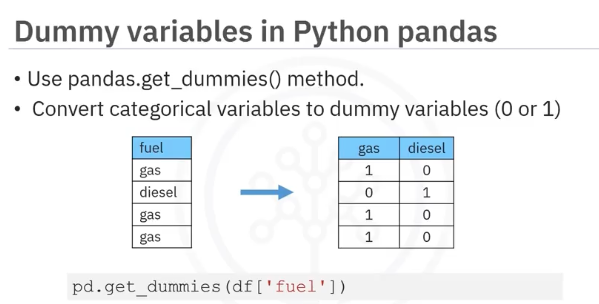 Dummy variables in Python pandas
• Use pandas.get_dummies() method.
• Convert categorical variables to dummy variables (0 or 1)
fuel
gas
diesel
gas
gas
gas diesel
1 0
0 1
1 0
1 0
pd.get_dummies(df['fuel'])